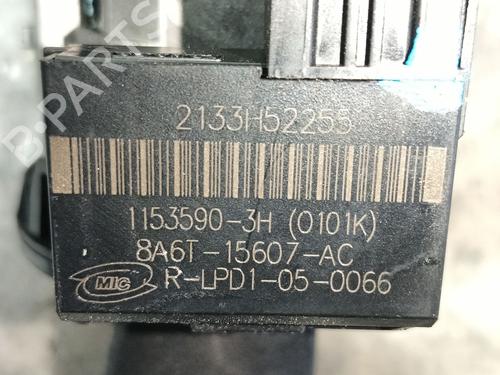 2133H52255
1153590-3H (0101K)
8A6T-15607-AC
MIC R-LPD1-05-0066
B-PARTS